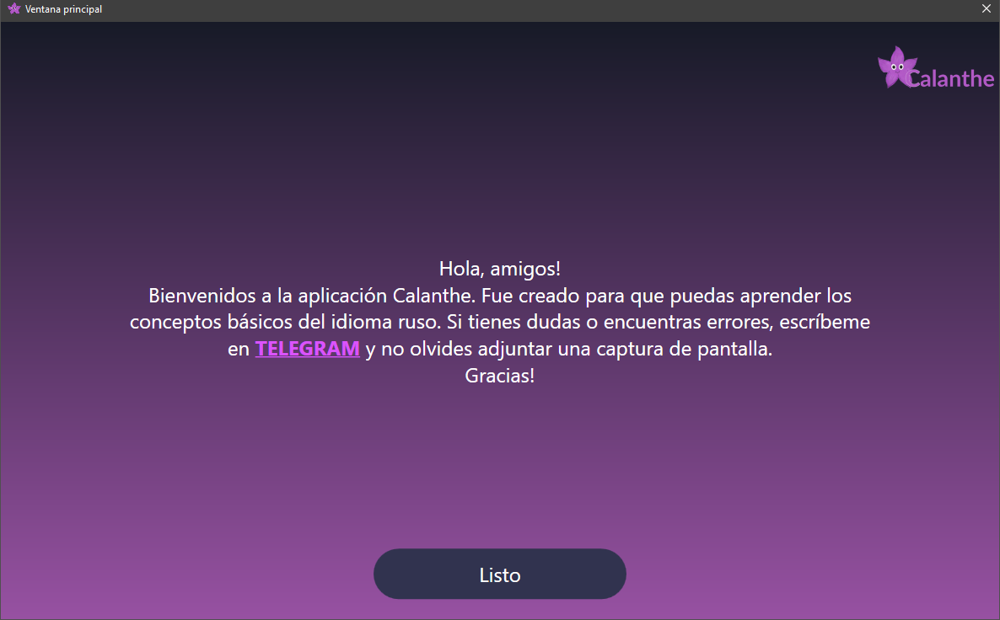 Ventana principal
Calanthe
Hola, amigos!
Bienvenidos a la aplicación Calanthe. Fue creado para que puedas aprender los
conceptos básicos del idioma ruso. Si tienes dudas o encuentras errores, escríbeme
en TELEGRAM y no olvides adjuntar una captura de pantalla.
Gracias!
Listo